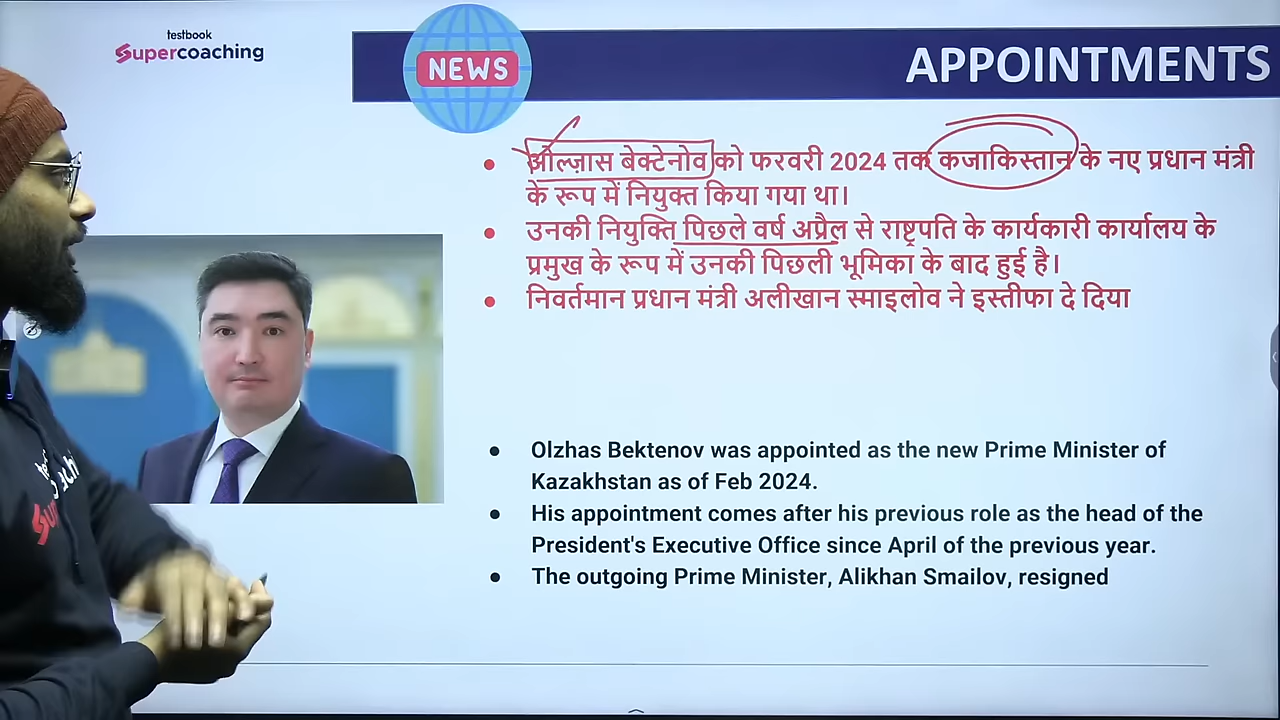 testbook
Supercoaching
NEWS
APPOINTMENTS
ओल्ज़ास बेक्टेनोव को फरवरी 2024 तक कजाकिस्तान के नए प्रधान मंत्री
के रूप में नियुक्त किया गया था।
उनकी नियुक्ति पिछले वर्ष अप्रैल से राष्ट्रपति के कार्यकारी कार्यालय के
प्रमुख के रूप में उनकी पिछली भूमिका के बाद हुई है।
निवर्तमान प्रधान मंत्री अलीखान स्माइलोव ने इस्तीफा दे दिया
Olzhas Bektenov was appointed as the new Prime Minister of
Kazakhstan as of Feb 2024.
His appointment comes after his previous role as the head of the
President's Executive Office since April of the previous year.
The outgoing Prime Minister, Alikhan Smailov, resigned